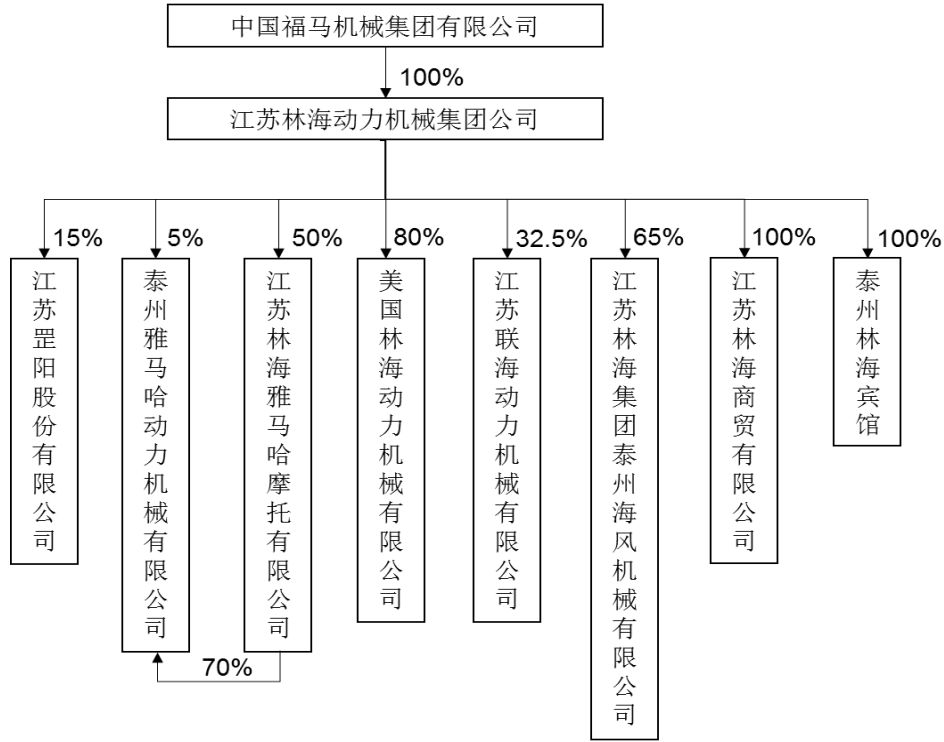 中国福马机械集团有限公司
100%
江苏林海动力机械集团公司
15%
5%
50%
80%
32.5%
65%
100%
100%
江苏罡阳股份有限公司
泰州雅马哈动力机械有限公司
江苏林海雅马哈摩托有限公司
美国林海动力机械有限公司
江苏联海动力机械有限公司
江苏林海集团泰州海风机械有限公司
江苏林海商贸有限公司
泰州林海宾馆
70%